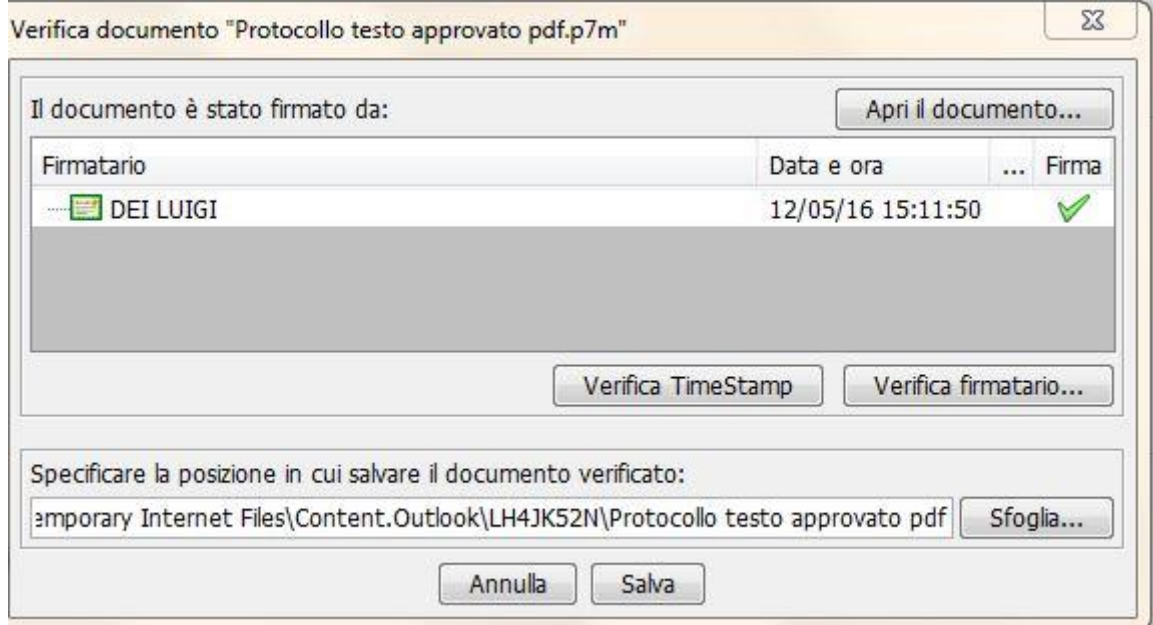 Verifica documento "Protocollo testo approvato pdf.p7m"
Il documento è stato firmato da:
Apri il documento...
Firmatario Data e ora ... Firma
DEI LUIGI 12/05/16 15:11:50
Verifica TimeStamp Verifica firmatario...
Specificare la posizione in cui salvare il documento verificato:
emporary Internet Files\Content.Outlook\LH4JK52N\Protocollo testo approvato pdf Sfoglia...
Annulla Salva